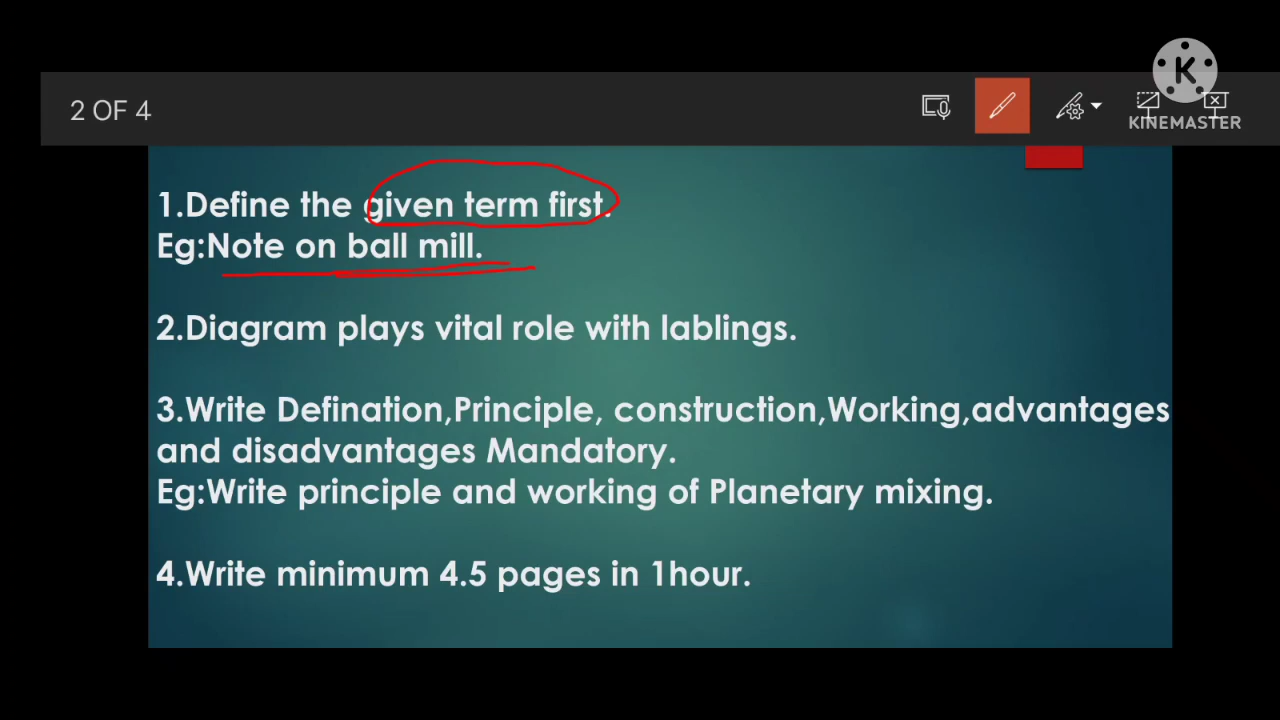 2 OF 4
K
KINEMASTER
1.Define the given term first.
Eg:Note on ball mill.
2.Diagram plays vital role with lablings.
3.Write Defination,Principle, construction,Working,advantages
and disadvantages Mandatory.
Eg:Write principle and working of Planetary mixing.
4.Write minimum 4.5 pages in 1hour.